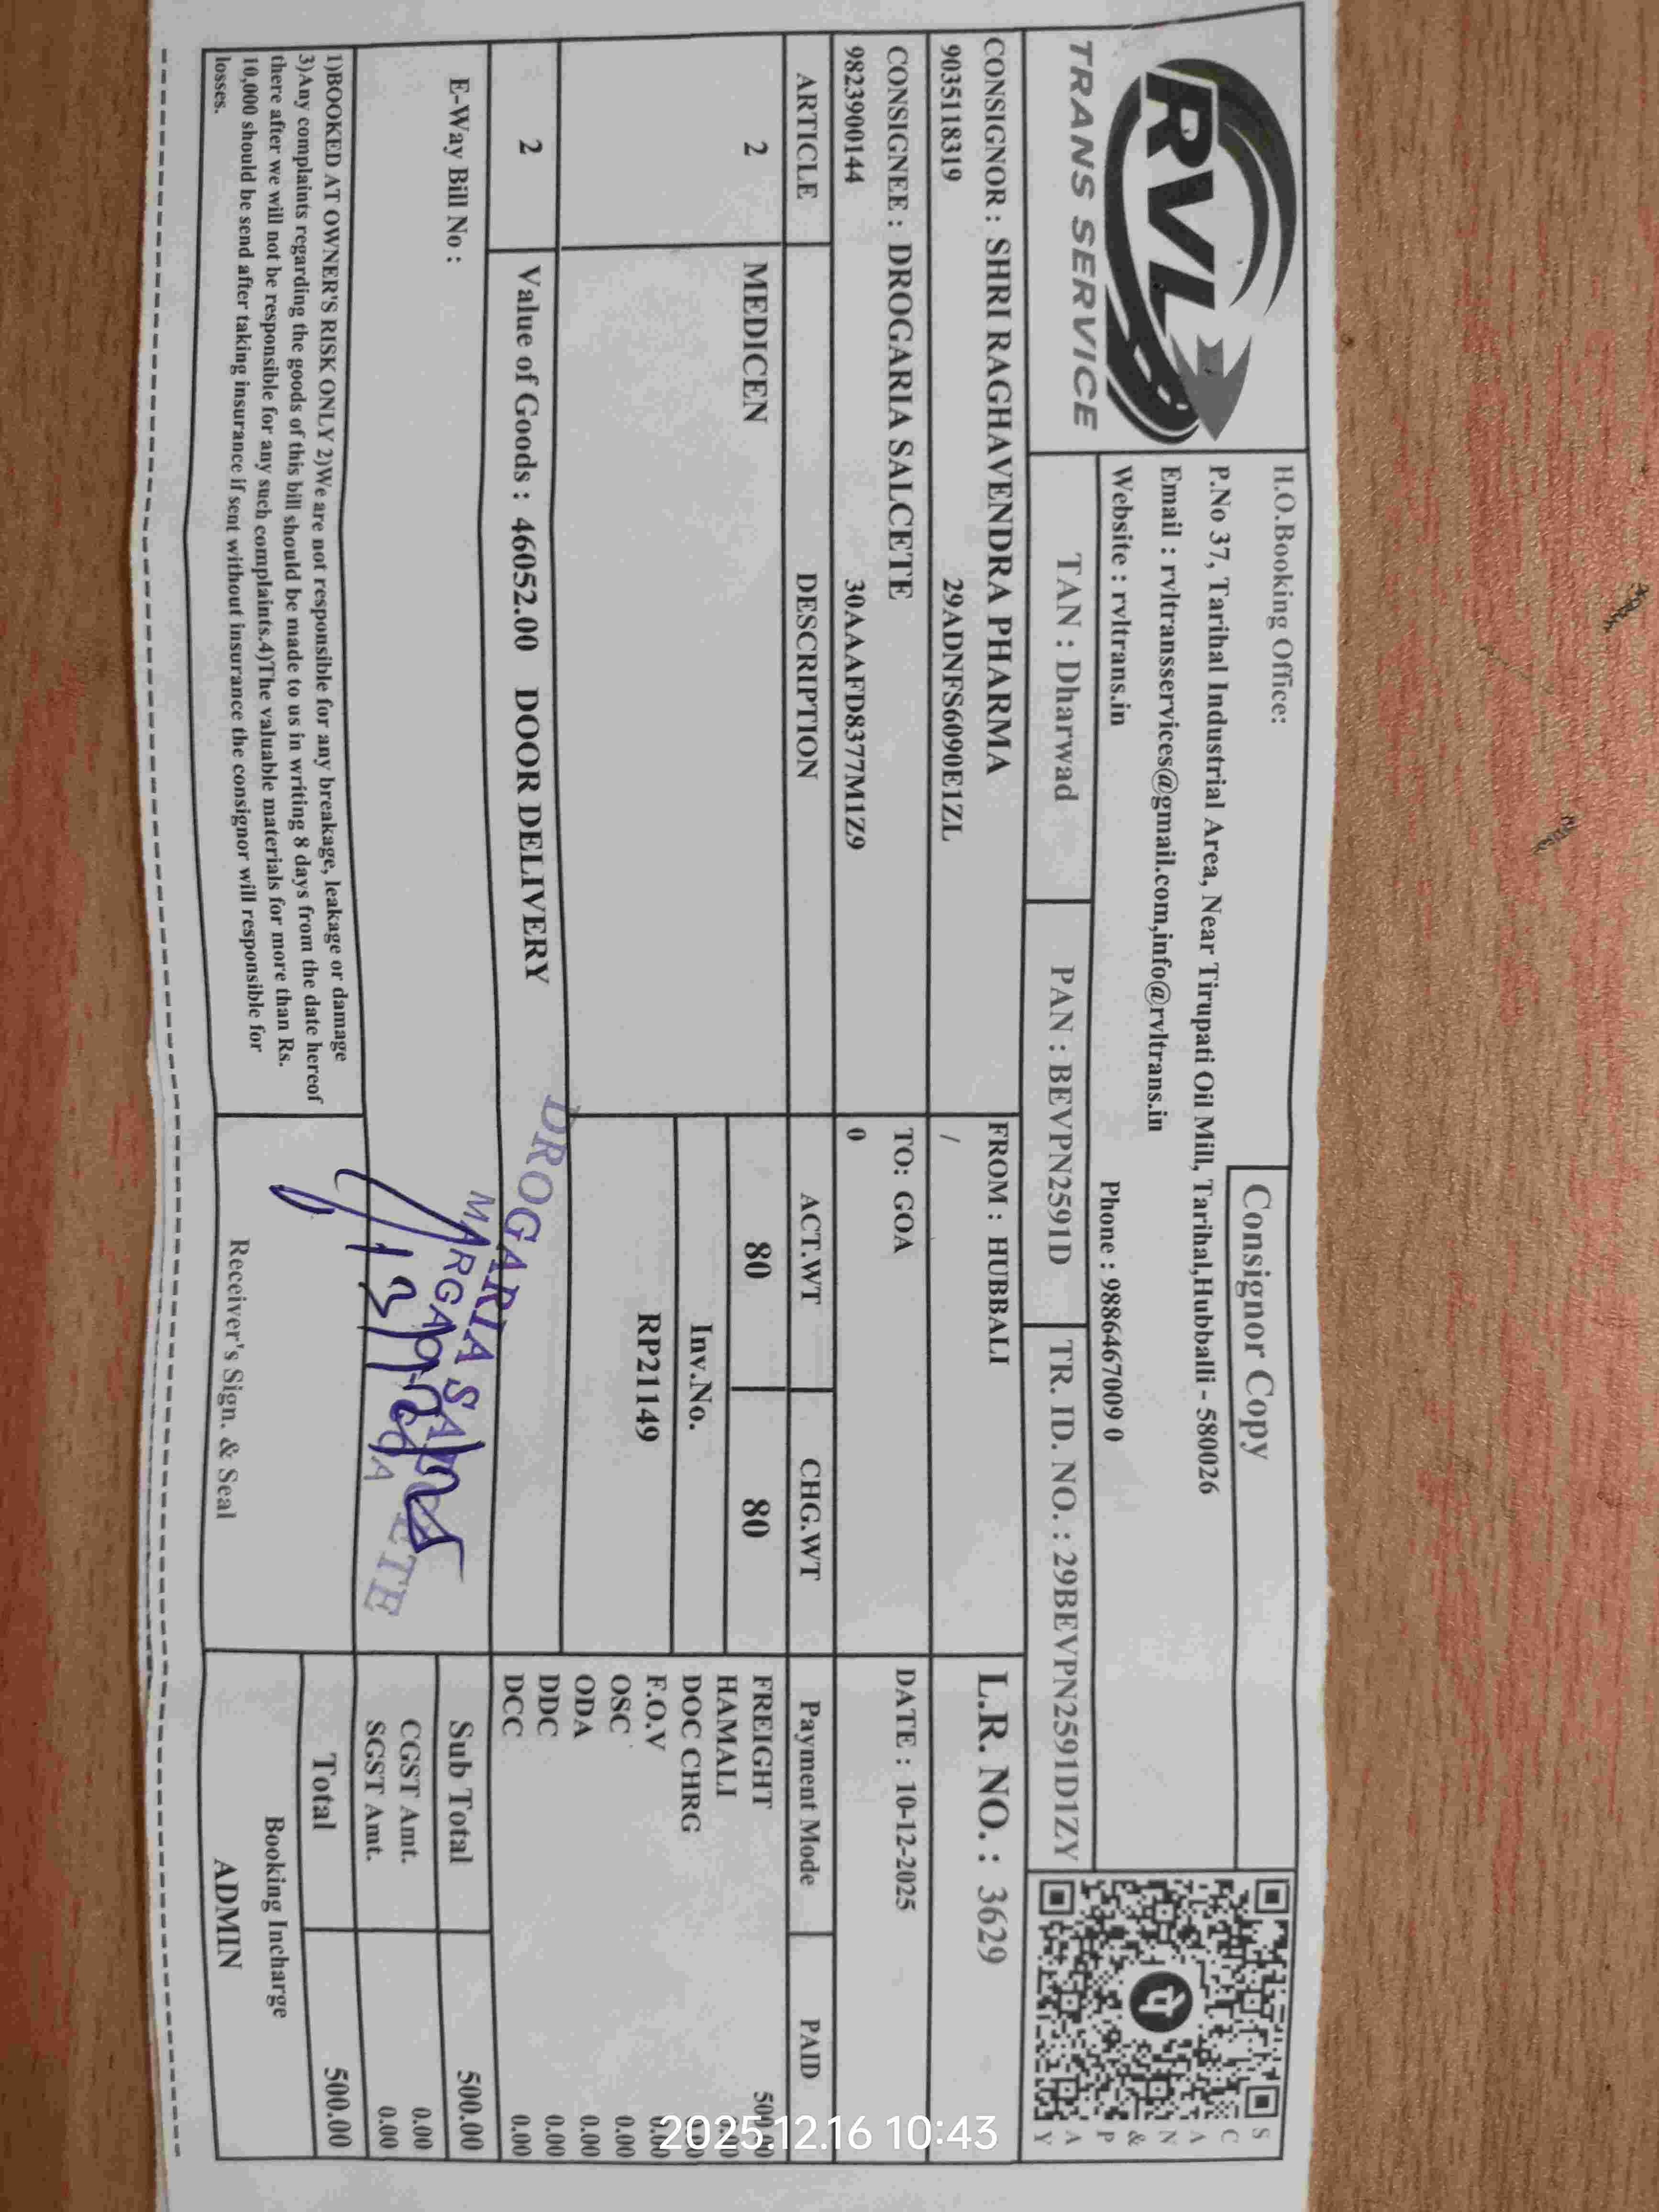 RVL
TRANS SERVICE
H.O.Booking Office:
Consignor Copy
P.No 37, Tarihal Industrial Area, Near Tirupati Oil Mill, Tarihal,Hubballi - 580026
Email : rvltransservices@gmail.com,info@rvltrans.in
Website : rvltrans.in Phone : 9886467009 0
SCAN & PAY
TAN : Dharwad PAN : BEVPN2591D TR. ID. NO. : 29BEVPN2591D1ZY
CONSIGNOR : SHRI RAGHAVENDRA PHARMA FROM : HUBBALI L.R. NO. : 3629
9035118319 29ADNFS6090E1ZL /
CONSIGNEE : DROGARIA SALCETE TO: GOA DATE : 10-12-2025
9823900144 30AAAFD8377M1Z9 0
ARTICLE DESCRIPTION ACT.WT CHG.WT Payment Mode PAID
2 MEDICEN 80 80 FREIGHT
HAMALI
Inv.No. DOC CHRG
RP21149 F.O.V 0.00
OSC 0.00
ODA 0.00
2 Value of Goods : 46052.00 DOOR DELIVERY DDC 0.00
DCC 0.00
E-Way Bill No : Sub Total 500.00
CGST Amt. 0.00
SGST Amt. 0.00
DROGARIA SALCETE
MARGAO-GOA
Total 500.00
1)BOOKED AT OWNER'S RISK ONLY 2)We are not responsible for any breakage, leakage or damage
3)Any complaints regarding the goods of this bill should be made to us in writing 8 days from the date hereof
there after we will not be responsible for any such complaints.4)The valuable materials for more than Rs.
10,000 should be send after taking insurance if sent without insurance the consignor will responsible for
losses.
Receiver's Sign. & Seal
Booking Incharge
ADMIN
2025.12.16 10:43